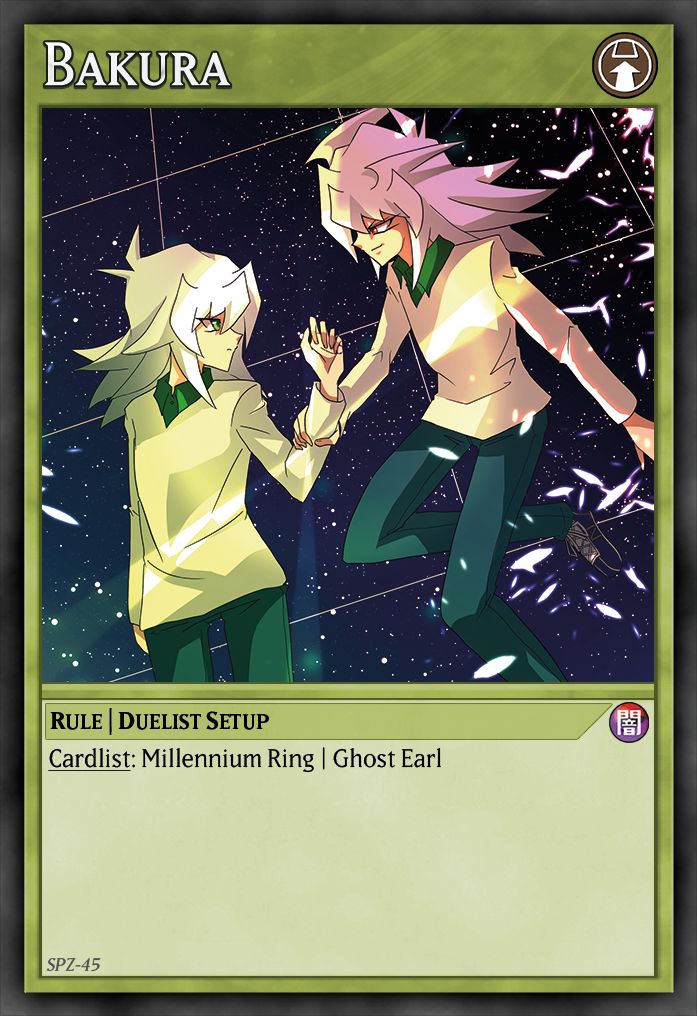 Bakura
Rule | Duelist Setup
闇
Cardlist: Millennium Ring | Ghost Earl
SPZ-45